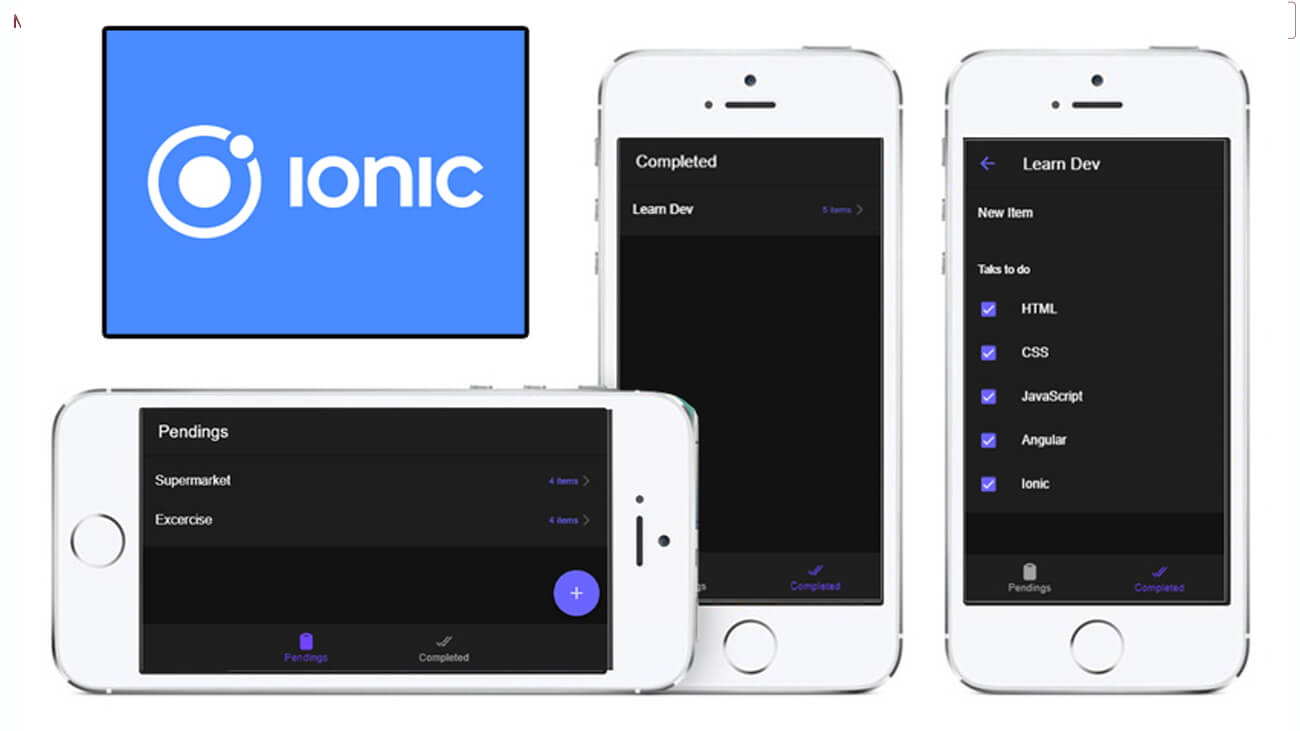 IONIC
Pendings
Supermarket
4 items
Excercise
4 items
+
Pendings
Completed
Completed
Learn Dev
5 items
gs
Completed
Learn Dev
New Item
Taks to do
HTML
CSS
JavaScript
Angular
Ionic
Pendings
Completed